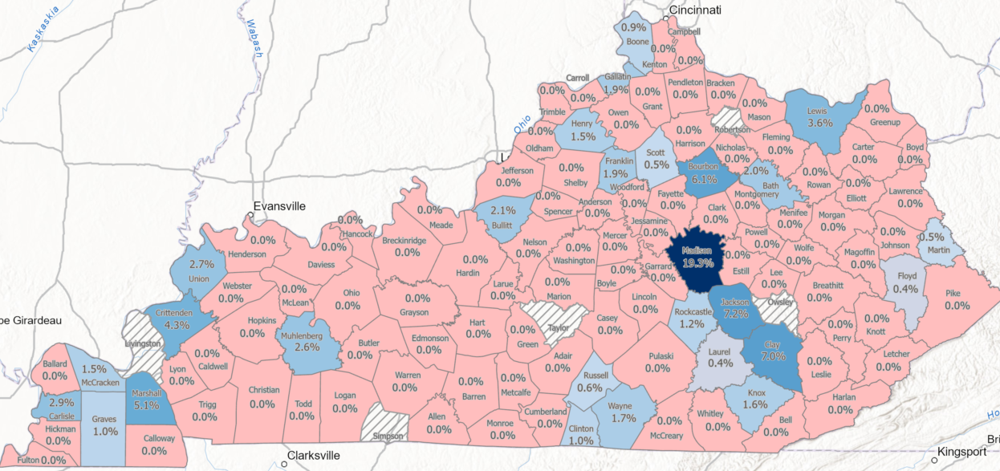 Kaskaskia
Wabash
Cincinnati
0.9%
Boone
Campbell
0.0%
0.0%
Kenton
Carroll
Gallatin
1.9%
0.0%
0.0%
Trimble
0.0%
Grant
Pendleton
0.0%
Bracken
0.0%
0.0%
Mason
Lewis
3.6%
0.0%
Greenup
Ohio
Owen
0.0%
Henry
1.5%
0.0%
Oldham
0.0%
Harrison
Robertson
Fleming
0.0%
Nicholas
0.0%
Carter
0.0%
Boyd
0.0%
L
Jefferson
0.0%
0.0%
Shelby
Franklin
1.9%
Scott
0.5%
Woodford
0.0%
Bourbon
6.1%
2.0%
Bath
Montgomery
0.0%
0.0%
Rowan
0.0%
Elliott
Lawrence
0.0%
Evansville
0.0%
Hancock
0.0%
Meade
2.1%
Bullitt
0.0%
Spencer
Anderson
0.0%
Fayette
0.0%
Jessamine
0.0%
Clark
0.0%
Menifee
0.0%
Morgan
0.0%
0.0%
Johnson
0.5%
Martin
0.0%
Henderson
0.0%
Daviess
Breckinridge
0.0%
Nelson
0.0%
0.0%
Washington
Mercer
0.0%
Madison
19.3%
Powell
0.0%
0.0%
Estill
Wolfe
0.0%
Magoffin
0.0%
2.7%
Union
Webster
0.0%
0.0%
McLean
Ohio
0.0%
0.0%
Grayson
0.0%
Hardin
Larue
0.0%
0.0%
Marion
0.0%
Boyle
Garrard
0.0%
Lee
0.0%
Breathitt
0.0%
Floyd
0.4%
Pike
0.0%
pe Girardeau
Crittenden
4.3%
Livingston
Hopkins
0.0%
Muhlenberg
2.6%
Butler
0.0%
Edmonson
0.0%
Hart
0.0%
0.0%
Green
Taylor
Casey
0.0%
Lincoln
0.0%
Rockcastle
1.2%
Jackson
7.2%
Owsley
0.0%
Perry
0.0%
Knott
Ballard
0.0%
1.5%
McCracken
Lyon
0.0%
0.0%
Caldwell
Warren
0.0%
0.0%
Barren
0.0%
Metcalfe
Adair
0.0%
Pulaski
0.0%
Laurel
0.4%
Clay
7.0%
0.0%
Leslie
Letcher
0.0%
2.9%
Carlisle
Marshall
5.1%
Graves
1.0%
Trigg
0.0%
Christian
0.0%
Todd
0.0%
Logan
0.0%
Simpson
Allen
0.0%
Monroe
0.0%
Cumberland
0.0%
Russell
0.6%
Clinton
1.0%
Wayne
1.7%
0.0%
McCreary
Whitley
0.0%
Knox
1.6%
Bell
0.0%
Harlan
0.0%
Hickman
0.0%
Fulton 0.0%
Calloway
0.0%
Clarksville
Kingsport
Bri
Ho